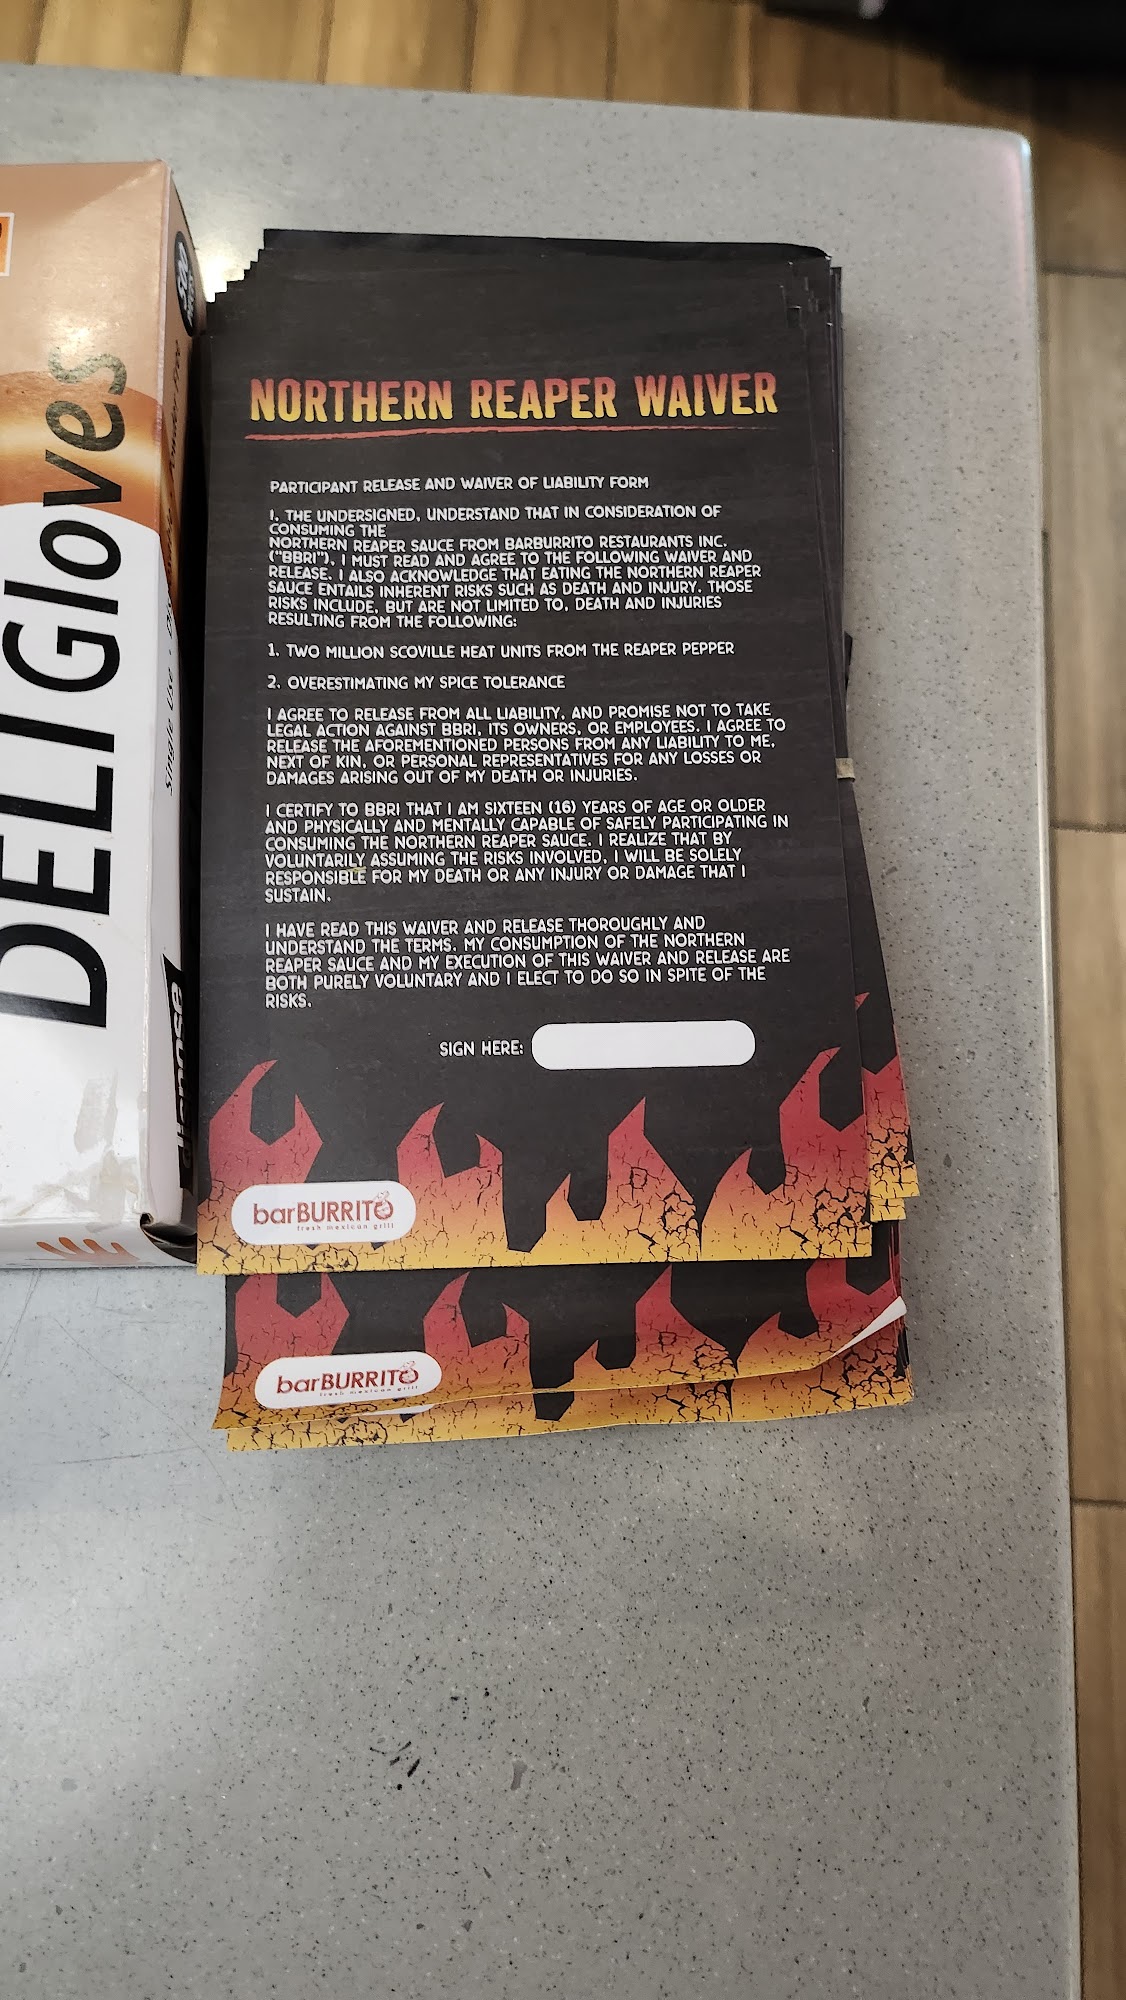 DELI Gloves
NORTHERN REAPER WAIVER
PARTICIPANT RELEASE AND WAIVER OF LIABILITY FORM
I, THE UNDERSIGNED, UNDERSTAND THAT IN CONSIDERATION OF
CONSUMING THE
NORTHERN REAPER SAUCE FROM BARBURRITO RESTAURANTS INC.
("BBRI"), I MUST READ AND AGREE TO THE FOLLOWING WAIVER AND
RELEASE. I ALSO ACKNOWLEDGE THAT EATING THE NORTHERN REAPER
SAUCE ENTAILS INHERENT RISKS SUCH AS DEATH AND INJURY. THOSE
RISKS INCLUDE, BUT ARE NOT LIMITED TO, DEATH AND INJURIES
RESULTING FROM THE FOLLOWING:
1. TWO MILLION SCOVILLE HEAT UNITS FROM THE REAPER PEPPER
2. OVERESTIMATING MY SPICE TOLERANCE
I AGREE TO RELEASE FROM ALL LIABILITY, AND PROMISE NOT TO TAKE
LEGAL ACTION AGAINST BBRI, ITS OWNERS, OR EMPLOYEES. I AGREE TO
RELEASE THE AFOREMENTIONED PERSONS FROM ANY LIABILITY TO ME,
NEXT OF KIN, OR PERSONAL REPRESENTATIVES FOR ANY LOSSES OR
DAMAGES ARISING OUT OF MY DEATH OR INJURIES.
I CERTIFY TO BBRI THAT I AM SIXTEEN (16) YEARS OF AGE OR OLDER
AND PHYSICALLY AND MENTALLY CAPABLE OF SAFELY PARTICIPATING IN
CONSUMING THE NORTHERN REAPER SAUCE. I REALIZE THAT BY
VOLUNTARILY ASSUMING THE RISKS INVOLVED, I WILL BE SOLELY
RESPONSIBLE FOR MY DEATH OR ANY INJURY OR DAMAGE THAT I
SUSTAIN.
I HAVE READ THIS WAIVER AND RELEASE THOROUGHLY AND
UNDERSTAND THE TERMS. MY CONSUMPTION OF THE NORTHERN
REAPER SAUCE AND MY EXECUTION OF THIS WAIVER AND RELEASE ARE
BOTH PURELY VOLUNTARY AND I ELECT TO DO SO IN SPITE OF THE
RISKS.
SIGN HERE:
barBURRITO
fresh mexican grill
barBURRITO
fresh mexican grill
Single Use
500